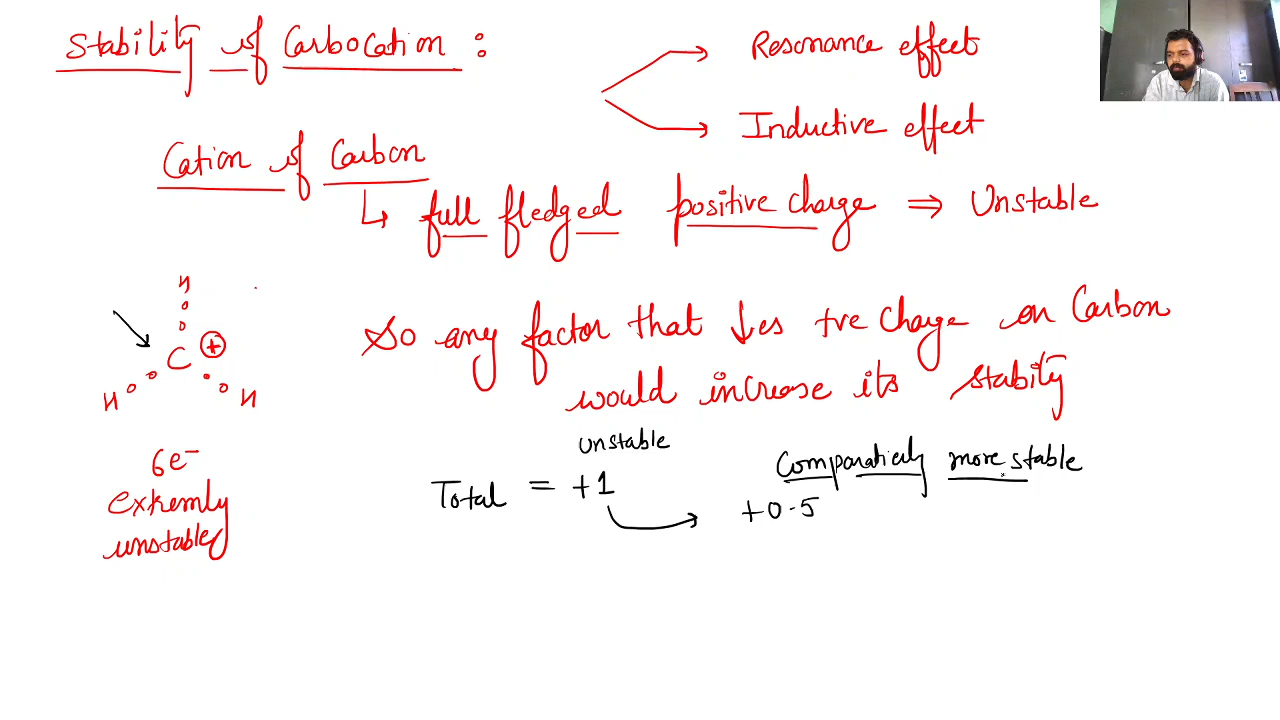 Stability of Carbocation :
Resonance effect
Inductive effect
Cation of Carbon
↳ full fledged positive charge ⇒ Unstable
H
C ⊕
H H
So any factor that ↓es +ve charge on Carbon
would increase its stability
6e⁻
extremly
unstable
unstable
Total = +1
Comparatively more stable
+0.5